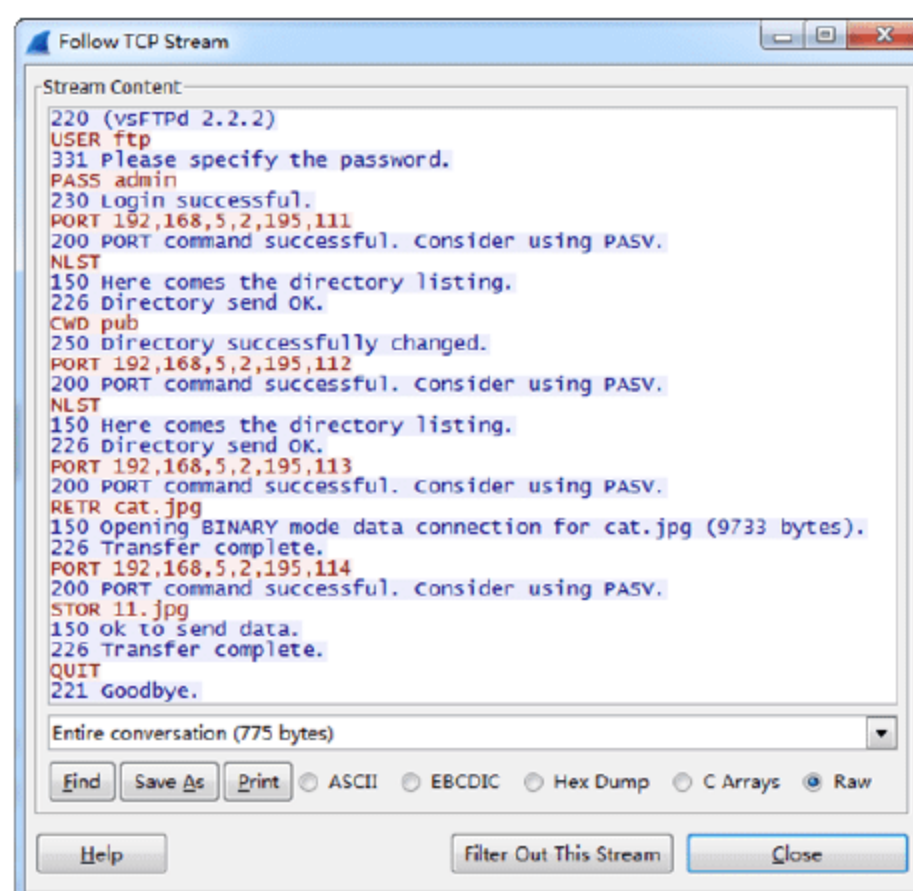 Follow TCP Stream
Stream Content
220 (vsFTPd 2.2.2)
USER ftp
331 Please specify the password.
PASS admin
230 Login successful.
PORT 192,168,5,2,195,111
200 PORT command successful. Consider using PASV.
NLST
150 Here comes the directory listing.
226 Directory send OK.
CWD pub
250 Directory successfully changed.
PORT 192,168,5,2,195,112
200 PORT command successful. Consider using PASV.
NLST
150 Here comes the directory listing.
226 Directory send OK.
PORT 192,168,5,2,195,113
200 PORT command successful. Consider using PASV.
RETR cat.jpg
150 Opening BINARY mode data connection for cat.jpg (9733 bytes).
226 Transfer complete.
PORT 192,168,5,2,195,114
200 PORT command successful. Consider using PASV.
STOR 11.jpg
150 Ok to send data.
226 Transfer complete.
QUIT
221 Goodbye.
Entire conversation (775 bytes)
Find Save As Print ASCII EBCDIC Hex Dump C Arrays Raw
Help Filter Out This Stream Close